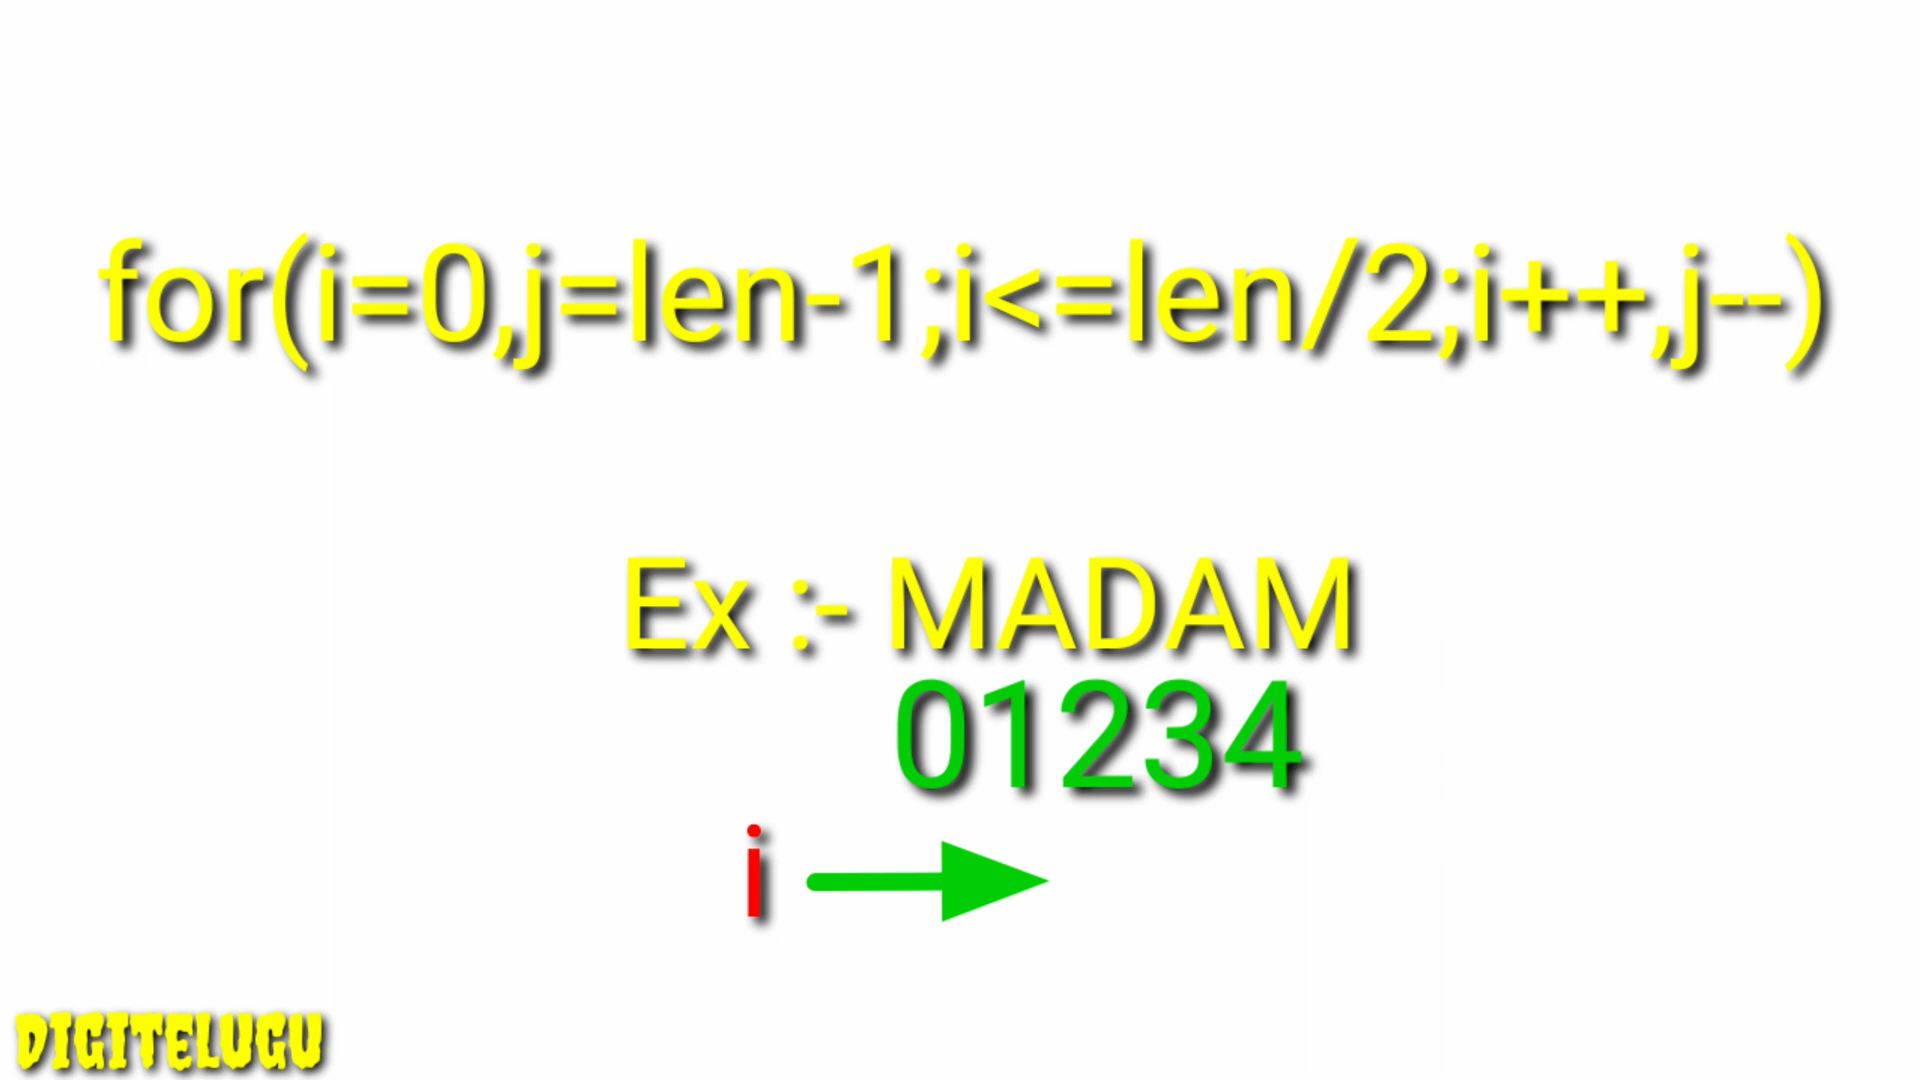 for(i=0,j=len-1;i<=len/2;i++,j--)
Ex :- MADAM
01234
i
DIGITELUGU